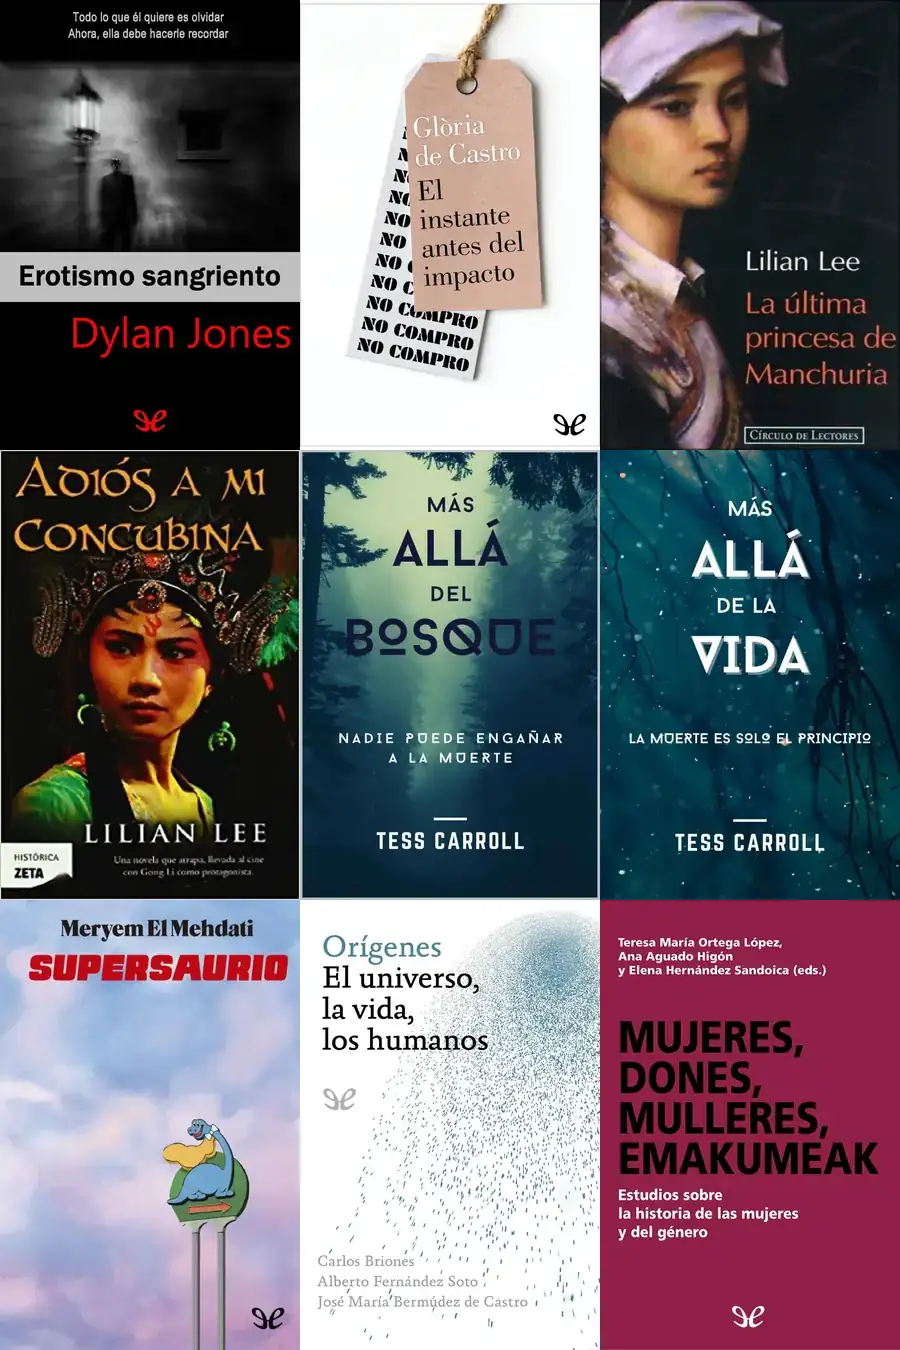 Todo lo que él quiere es olvidar
Ahora, ella debe hacerle recordar
Erotismo sangriento
Dylan Jones
Glòria
de Castro
El
instante
antes del
impacto
NO COMPRO
NO COMPRO
NO COMPRO
Lilian Lee
La última
princesa de
Manchuria
CÍRCULO DE LECTORES
ADIÓS A MI
CONCUBINA
LILIAN LEE
Una novela que atrapa, llevada al cine
con Gong Li como protagonista.
HISTÓRICA
ZETA
MÁS
ALLÁ
DEL
BOSQUE
NADIE PUEDE ENGAÑAR
A LA MUERTE
TESS CARROLL
MÁS
ALLÁ
DE LA
VIDA
LA MUERTE ES SOLO EL PRINCIPIO
TESS CARROLL
Meryem El Mehdati
SUPERSAURIO
Orígenes
El universo,
la vida,
los humanos
Carlos Briones
Alberto Fernández Soto
José María Bermúdez de Castro
Teresa María Ortega López,
Ana Aguado Higón
y Elena Hernández Sandoica (eds.)
MUJERES,
DONES,
MULLERES,
EMAKUMEAK
Estudios sobre
la historia de las mujeres
y del género